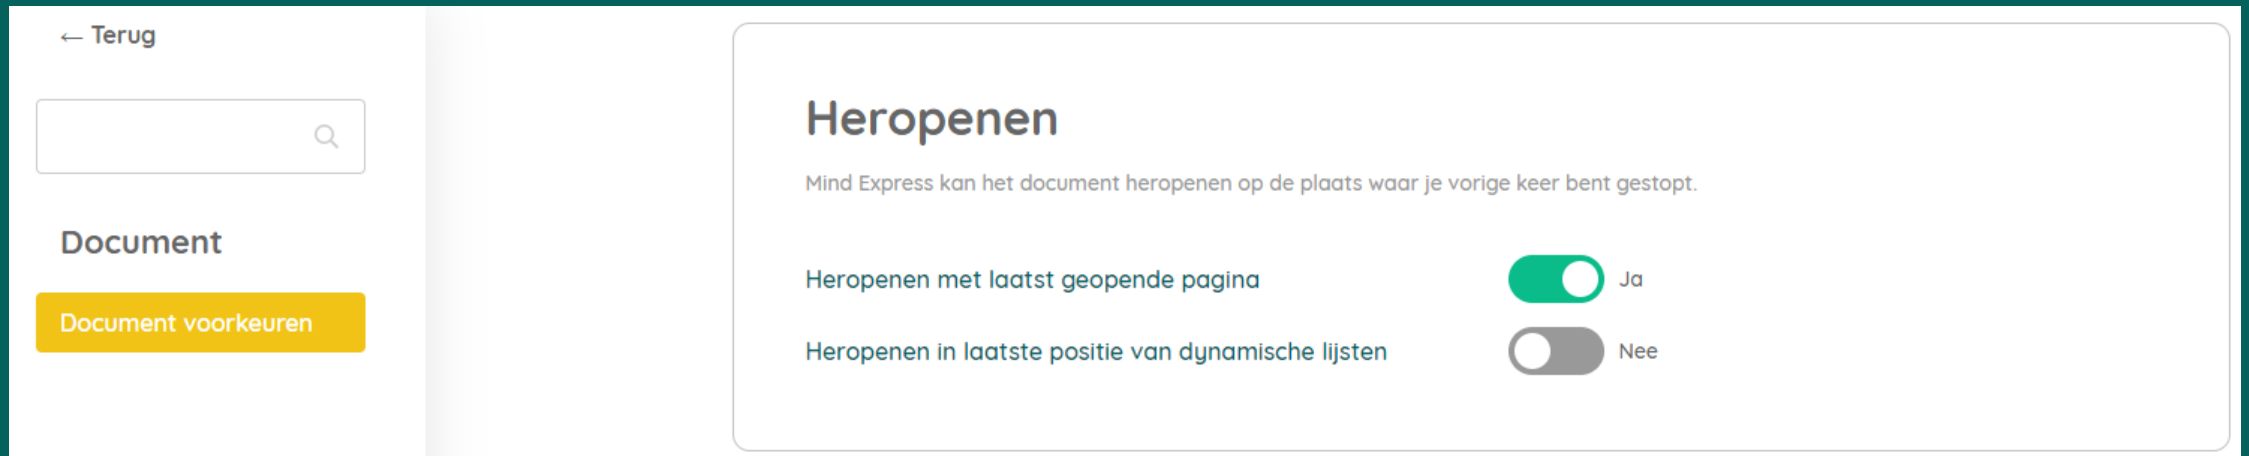 ← Terug
Document
Document voorkeuren
Heropenen
Mind Express kan het document heropenen op de plaats waar je vorige keer bent gestopt.
Heropenen met laatst geopende pagina Ja
Heropenen in laatste positie van dynamische lijsten Nee